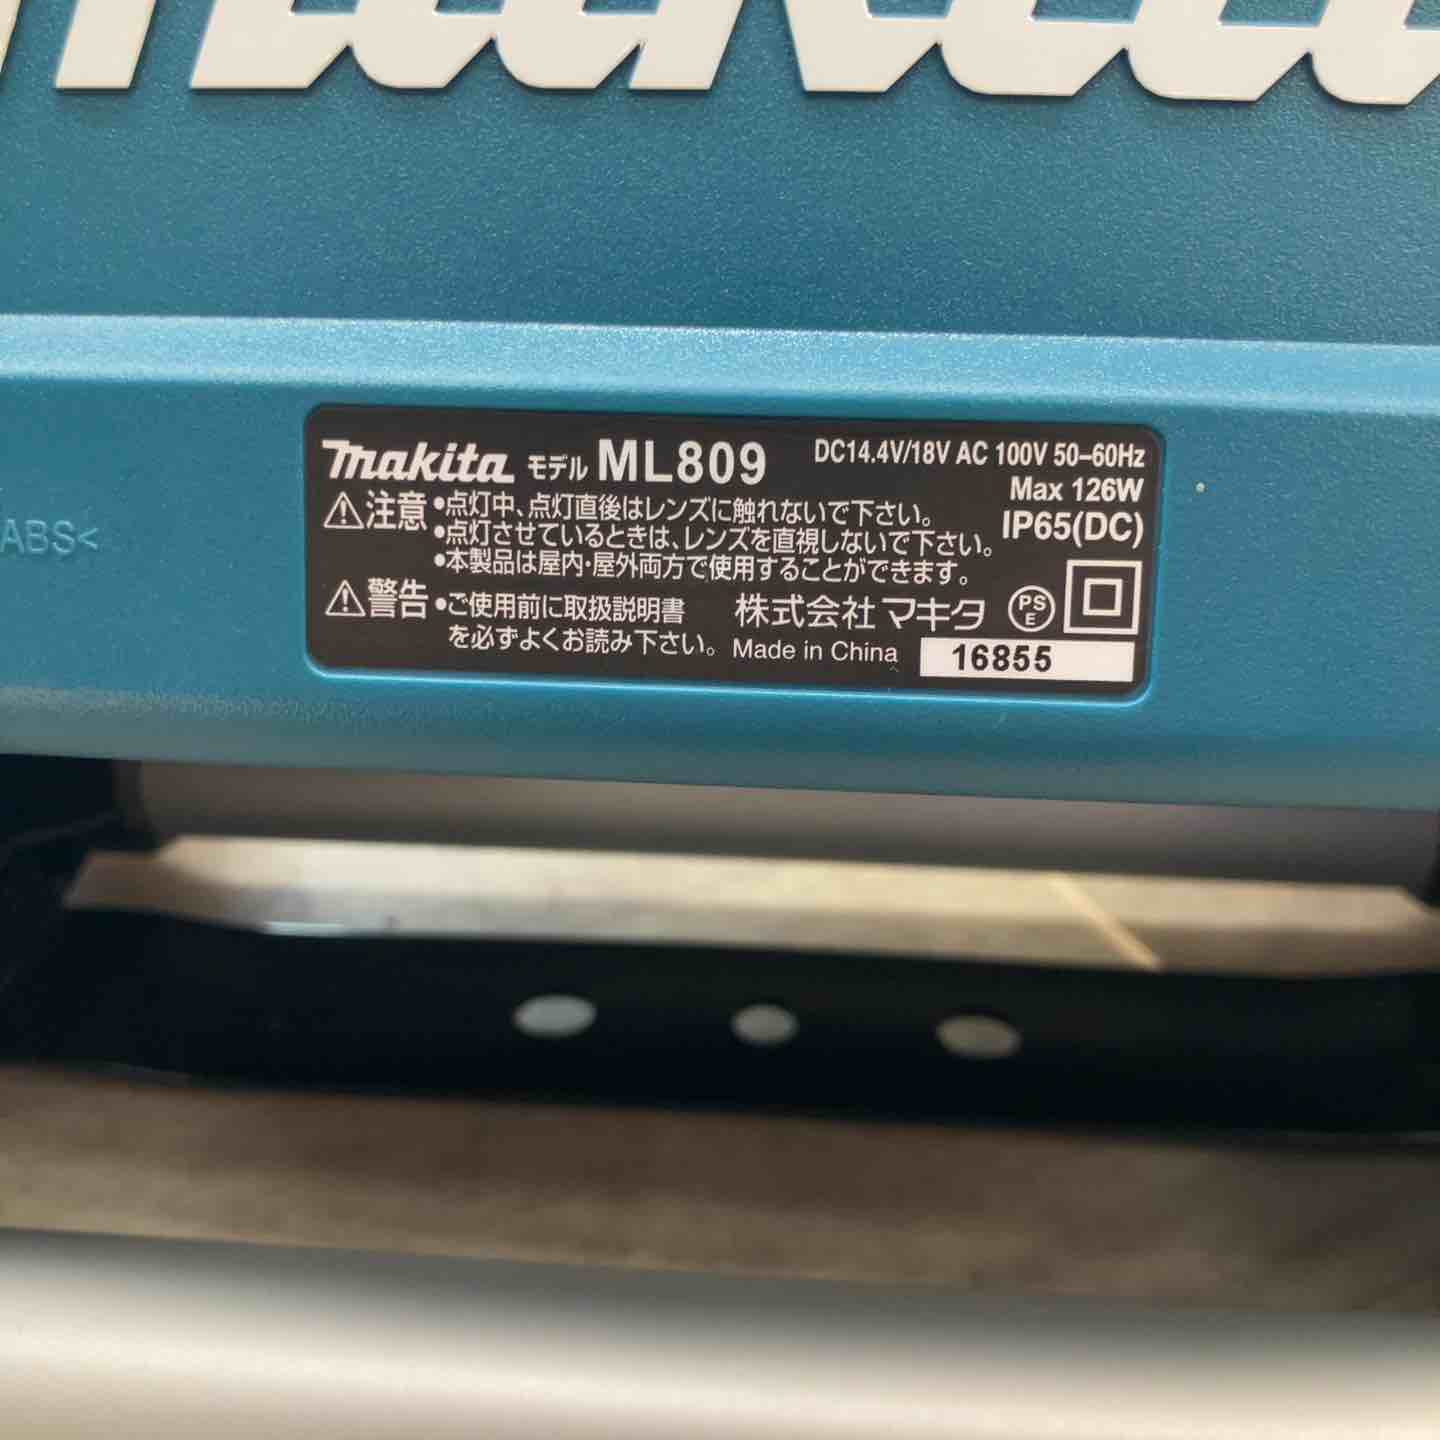 makita
ABS<
makita モデル ML809 DC14.4V/18V AC 100V 50-60Hz
Max 126W
IP65(DC)
⚠注意 •点灯中、点灯直後はレンズに触れないで下さい。
•点灯させているときは、レンズを直視しないで下さい。
•本製品は屋内・屋外両方で使用することができます。
⚠警告 •ご使用前に取扱説明書
を必ずよくお読み下さい。
株式会社マキタ PSE
Made in China 16855